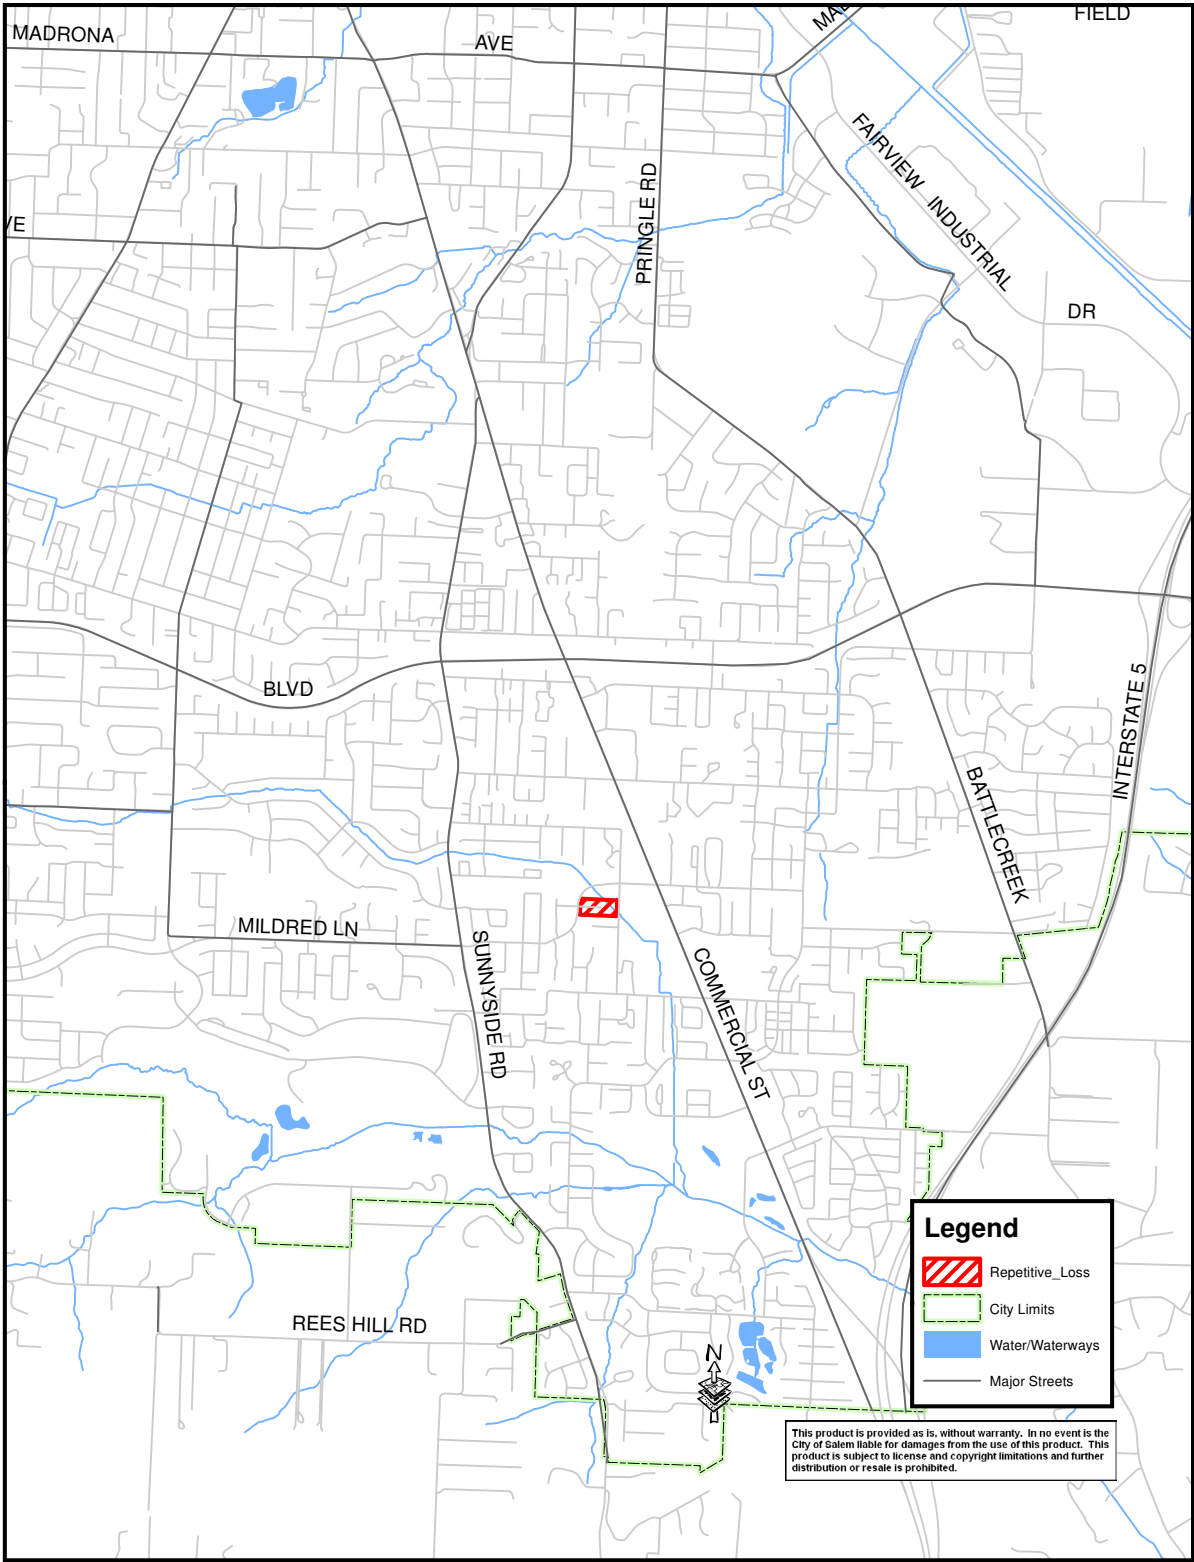 MADRONA
AVE
MAD
FIELD
FAIRVIEW INDUSTRIAL
DR
PRINGLE RD
VE
BLVD
INTERSTATE 5
BATTLECREEK
MILDRED LN
SUNNYSIDE RD
COMMERCIAL ST
REES HILL RD
N
Legend
Repetitive_Loss
City Limits
Water/Waterways
Major Streets
This product is provided as is, without warranty. In no event is the
City of Salem liable for damages from the use of this product. This
product is subject to license and copyright limitations and further
distribution or resale is prohibited.